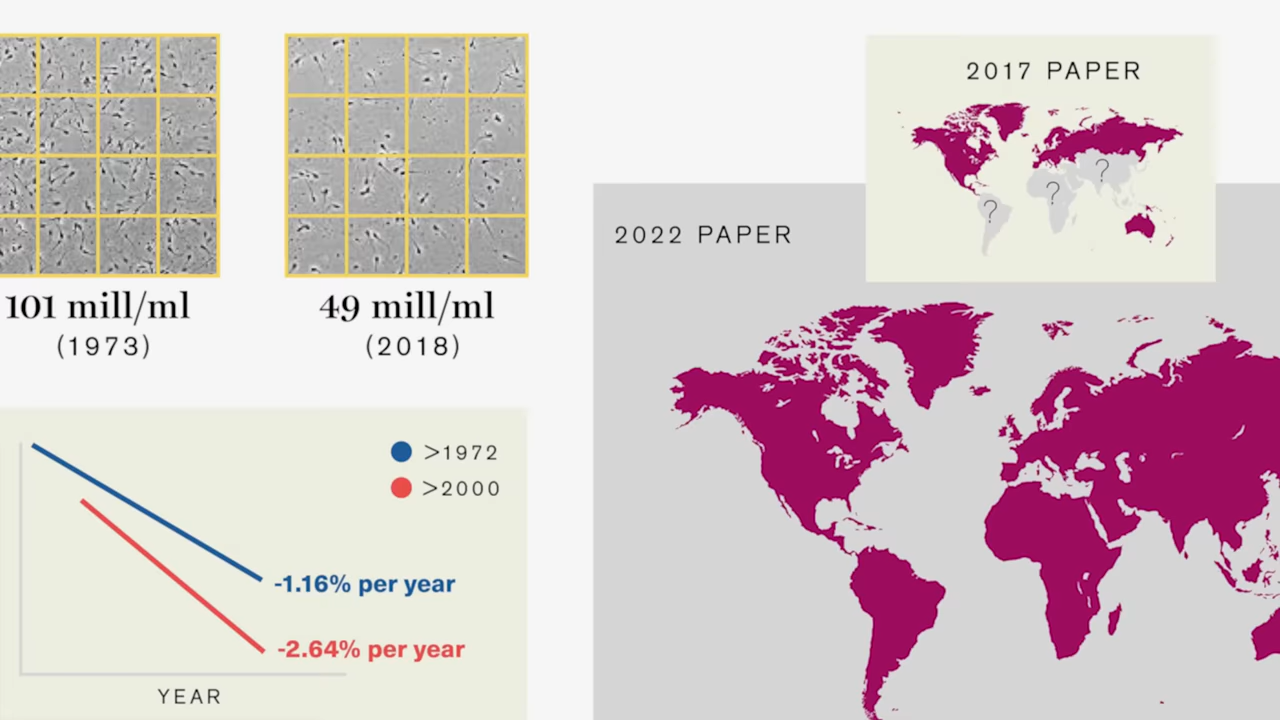 101 mill/ml
(1973)
49 mill/ml
(2018)
>1972
>2000
-1.16% per year
-2.64% per year
YEAR
2017 PAPER
?
?
?
2022 PAPER